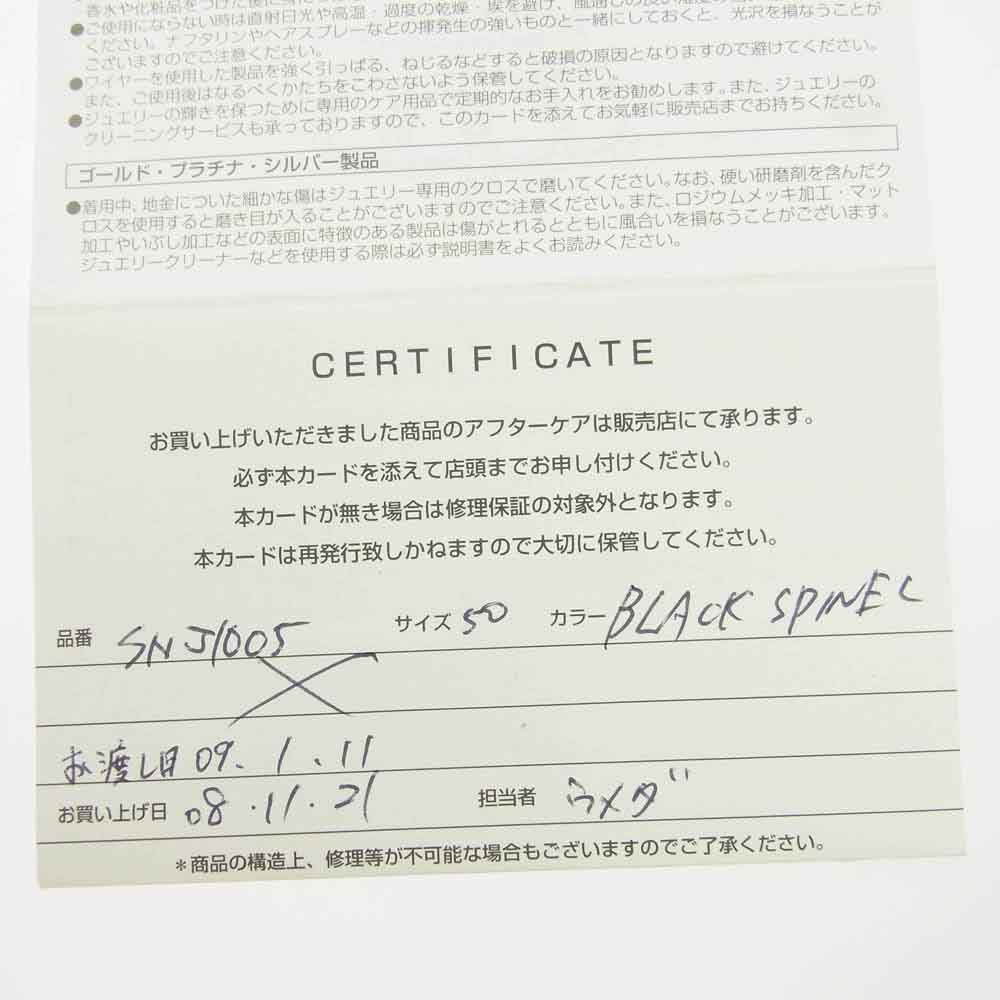 香水や化粧品をつけた後に
●ご使用にならない時は直射日光や高温・過度の乾燥・埃を避け、風通しの良い
ください。ナフタリンやヘアスプレーなどの揮発生の強いものと一緒にしておくと、光沢を損なうことが
ございますのでご注意ください。
●ワイヤーを使用した製品を強く引っぱる、ねじるなどすると破損の原因となりますので避けてください。
また、ご使用後はなるべくかたちをこわさないよう保管してください。
●ジュエリーの輝きを保つために専用のケア用品で定期的なお手入れをお勧めします。また、ジュエリーの
クリーニングサービスも承っておりますので、このカードを添えてお気軽に販売店までお持ちください。
ゴールド・プラチナ・シルバー製品
●着用中、地金についた細かな傷はジュエリー専用のクロスで磨いてください。なお、硬い研磨剤を含んだク
ロスを使用すると磨き目が入ることがございますのでご注意ください。また、ロジウムメッキ加工・マット
加工やいぶし加工などの表面に特徴のある製品は傷がとれるとともに風合いを損なうことがございます。
ジュエリークリーナーなどを使用する際は必ず説明書をよくお読みください。
CERTIFICATE
お買い上げいただきました商品のアフターケアは販売店にて承ります。
必ず本カードを添えて店頭までお申し付けください。
本カードが無き場合は修理保証の対象外となります。
本カードは再発行致しかねますので大切に保管してください。
品番 SNJ1005 サイズ 50 カラー BLACK SPINEL
お渡し日 09.1.11
お買い上げ日 08.11.21 担当者 ウメダ
*商品の構造上、修理等が不可能な場合もございますのでご了承ください。